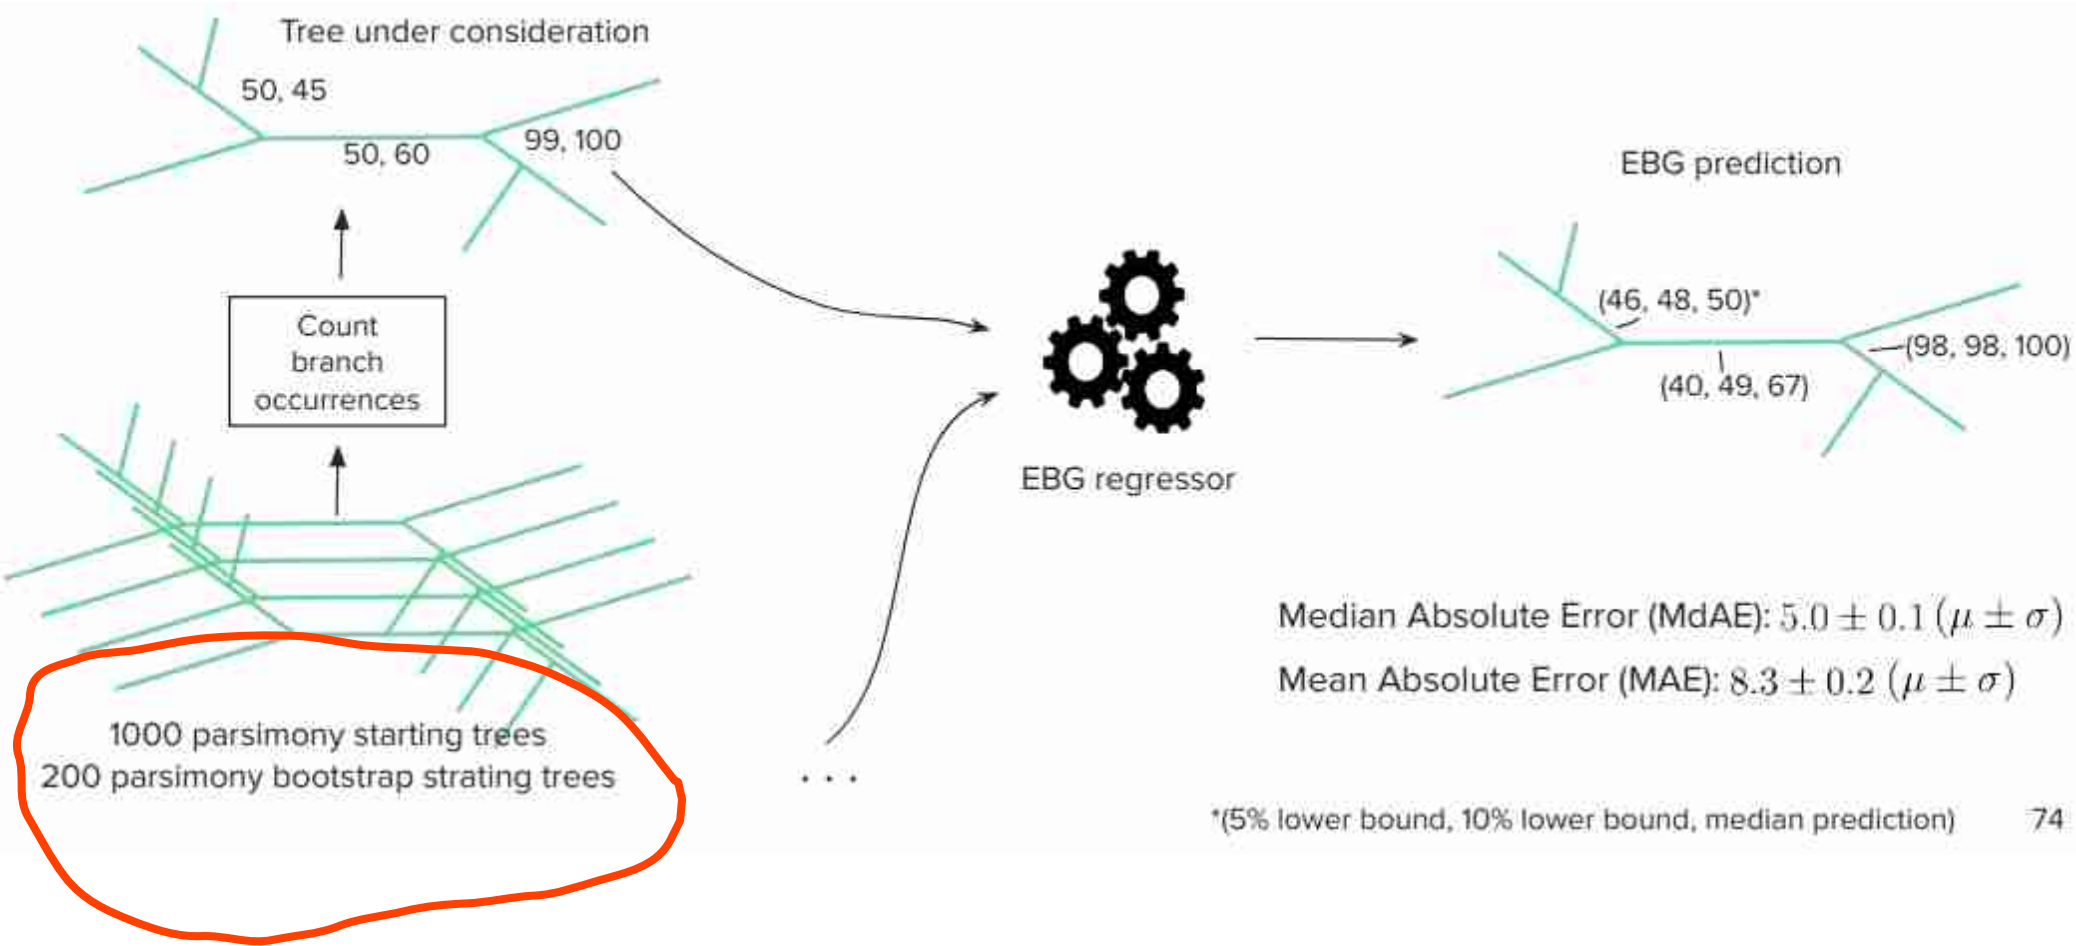 Tree under consideration
50, 45
50, 60
99, 100
Count
branch
occurrences
1000 parsimony starting trees
200 parsimony bootstrap strating trees
. . .
EBG regressor
EBG prediction
(46, 48, 50)*
(98, 98, 100)
(40, 49, 67)
Median Absolute Error (MdAE): 5.0 ± 0.1 (μ ± σ)
Mean Absolute Error (MAE): 8.3 ± 0.2 (μ ± σ)
*(5% lower bound, 10% lower bound, median prediction)
74